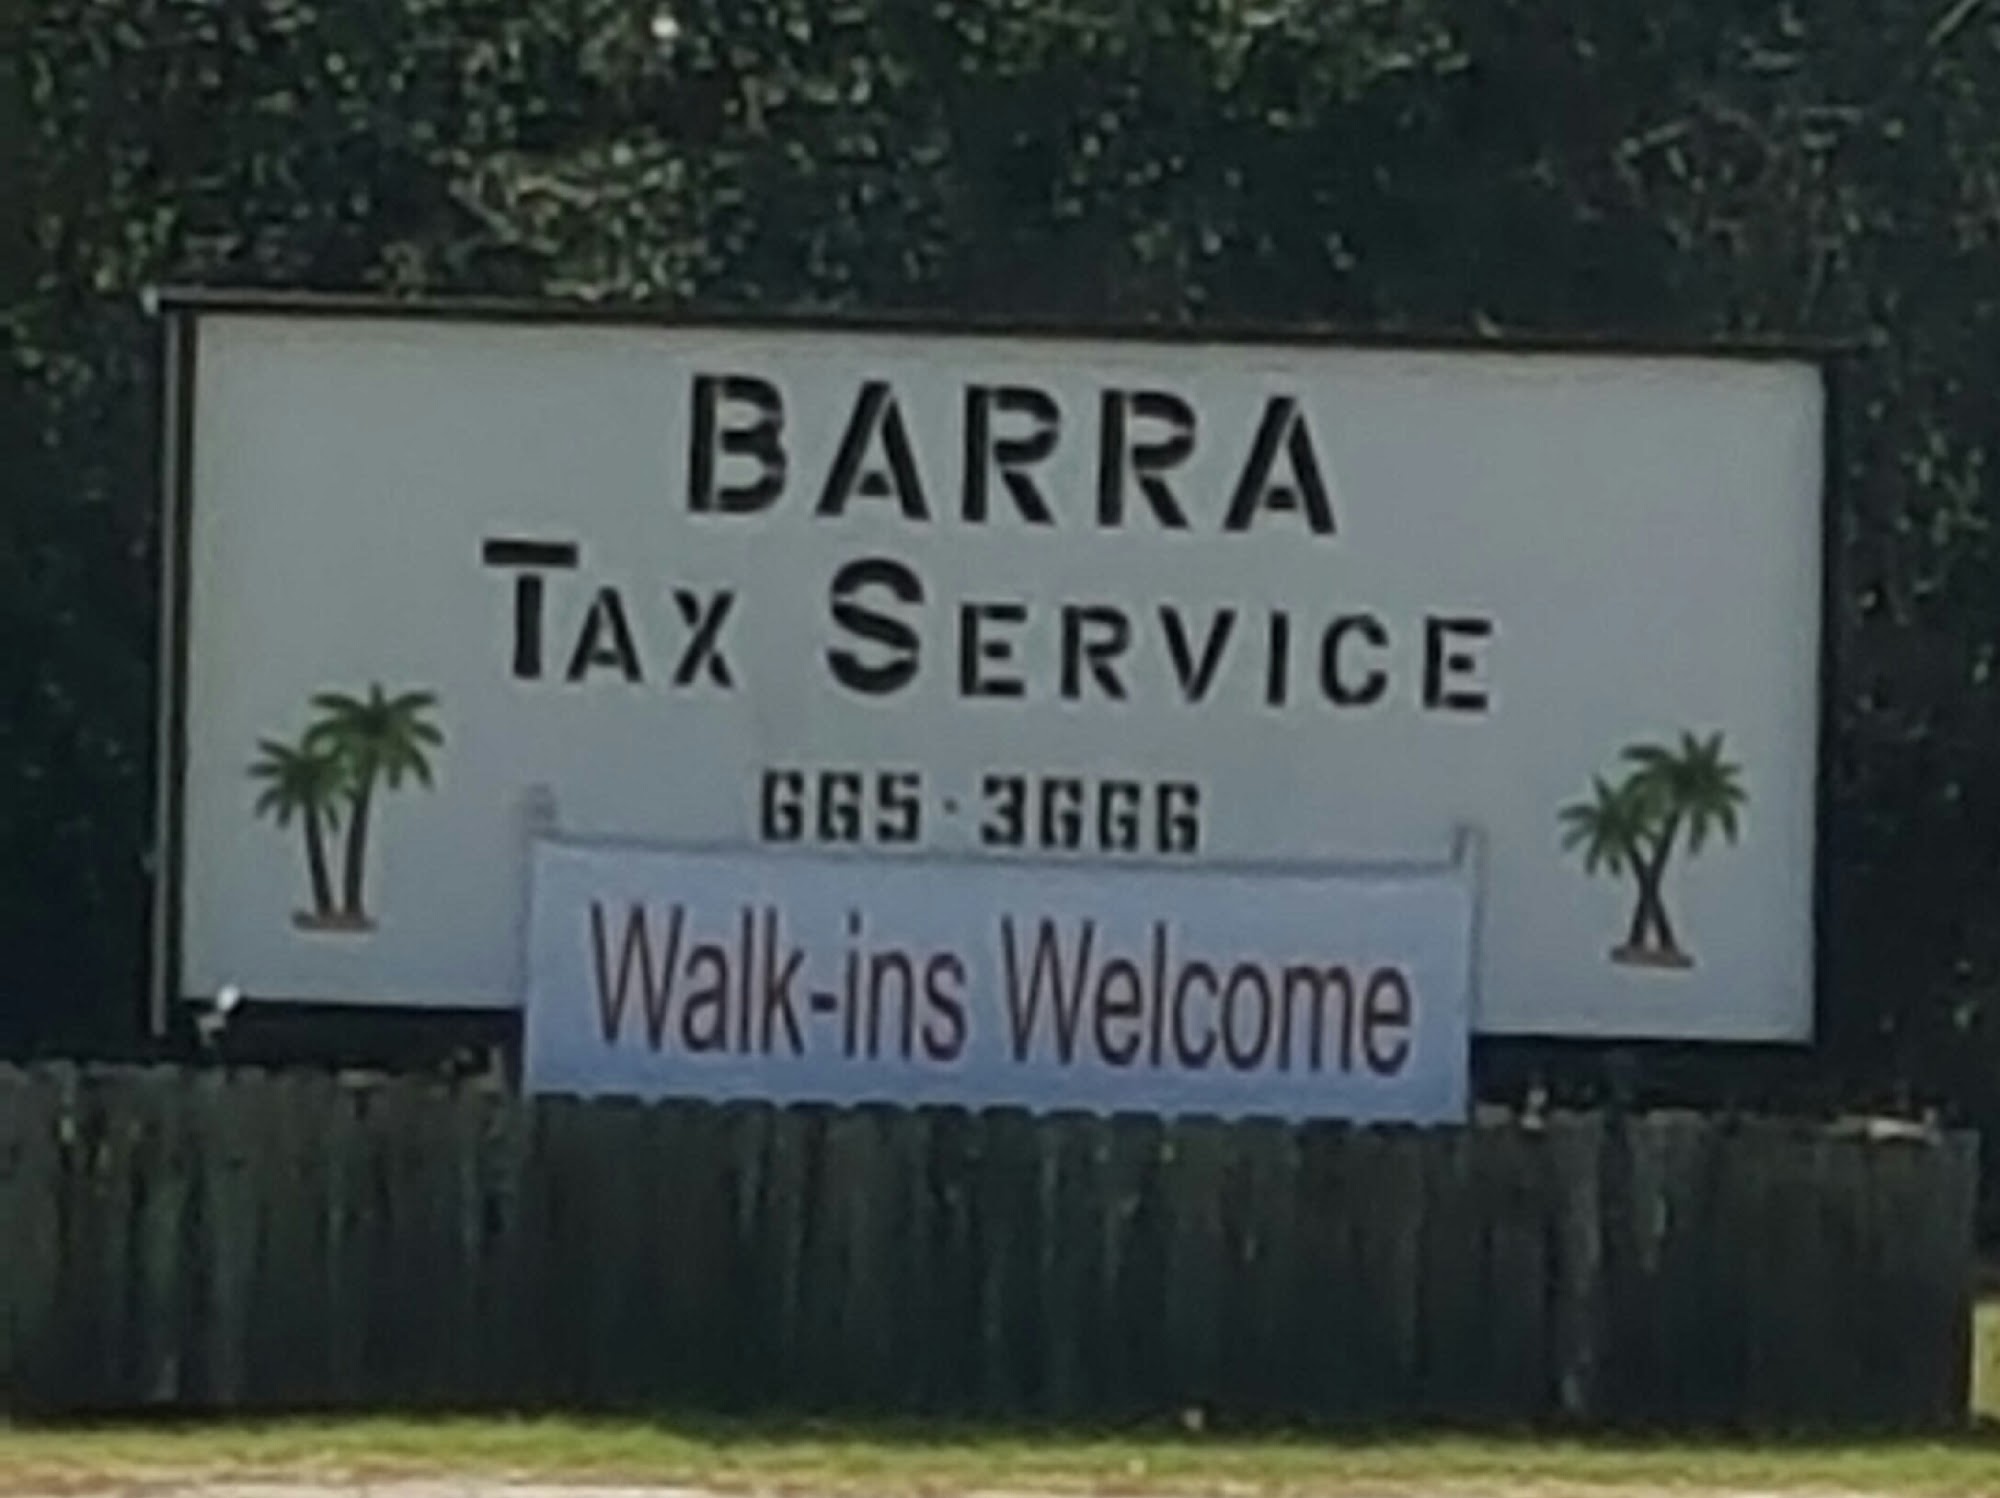 BARRA
TAX SERVICE
665-3666
Walk-ins Welcome